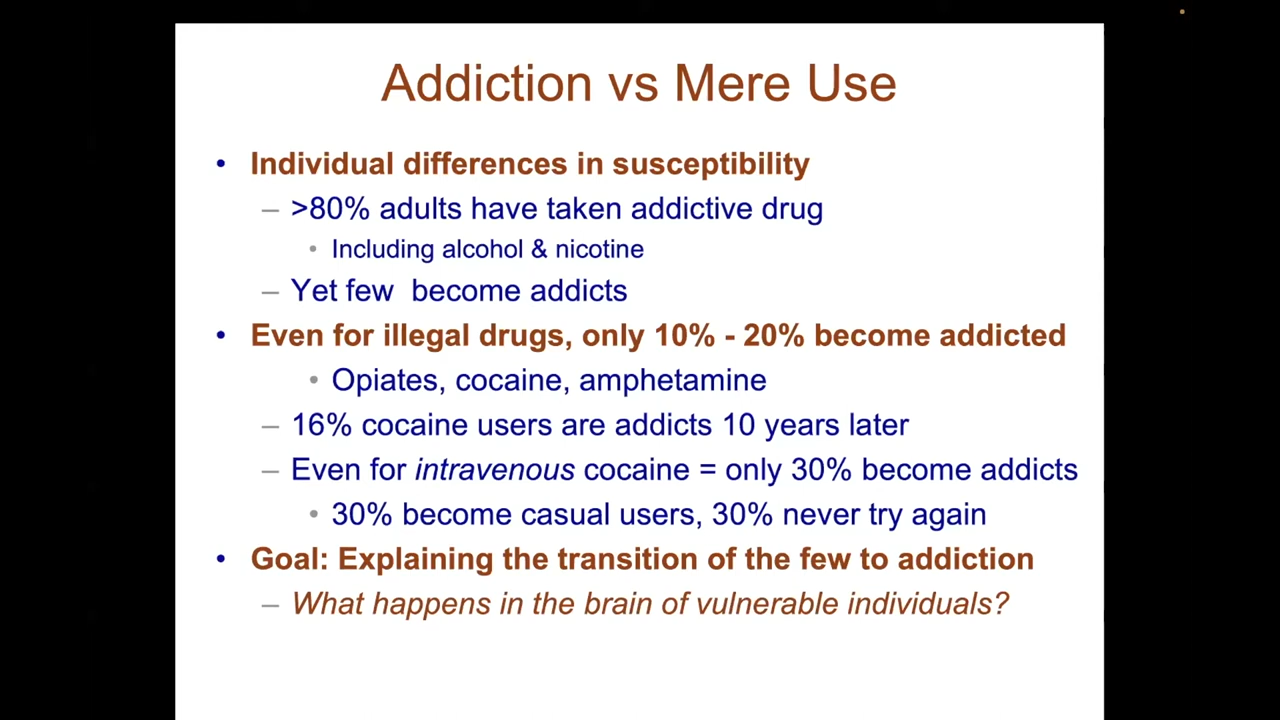 Addiction vs Mere Use
• Individual differences in susceptibility
– >80% adults have taken addictive drug
• Including alcohol & nicotine
– Yet few become addicts
• Even for illegal drugs, only 10% - 20% become addicted
• Opiates, cocaine, amphetamine
– 16% cocaine users are addicts 10 years later
– Even for intravenous cocaine = only 30% become addicts
• 30% become casual users, 30% never try again
• Goal: Explaining the transition of the few to addiction
– What happens in the brain of vulnerable individuals?